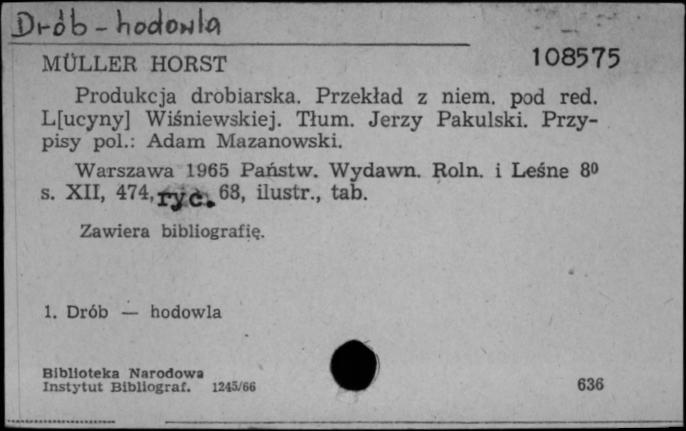 Drób - hodowla
108575
MÜLLER HORST
Produkcja drobiarska. Przekład z niem. pod red.
L[ucyny] Wiśniewskiej. Tłum. Jerzy Pakulski. Przy-
pisy pol.: Adam Mazanowski.
Warszawa 1965 Państw. Wydawn. Roln. i Leśne 8⁰
s. XII, 474, ryc. 68, ilustr., tab.
Zawiera bibliografię.
1. Drób — hodowla
Biblioteka Narodowa
Instytut Bibliograf. 1245/66
636